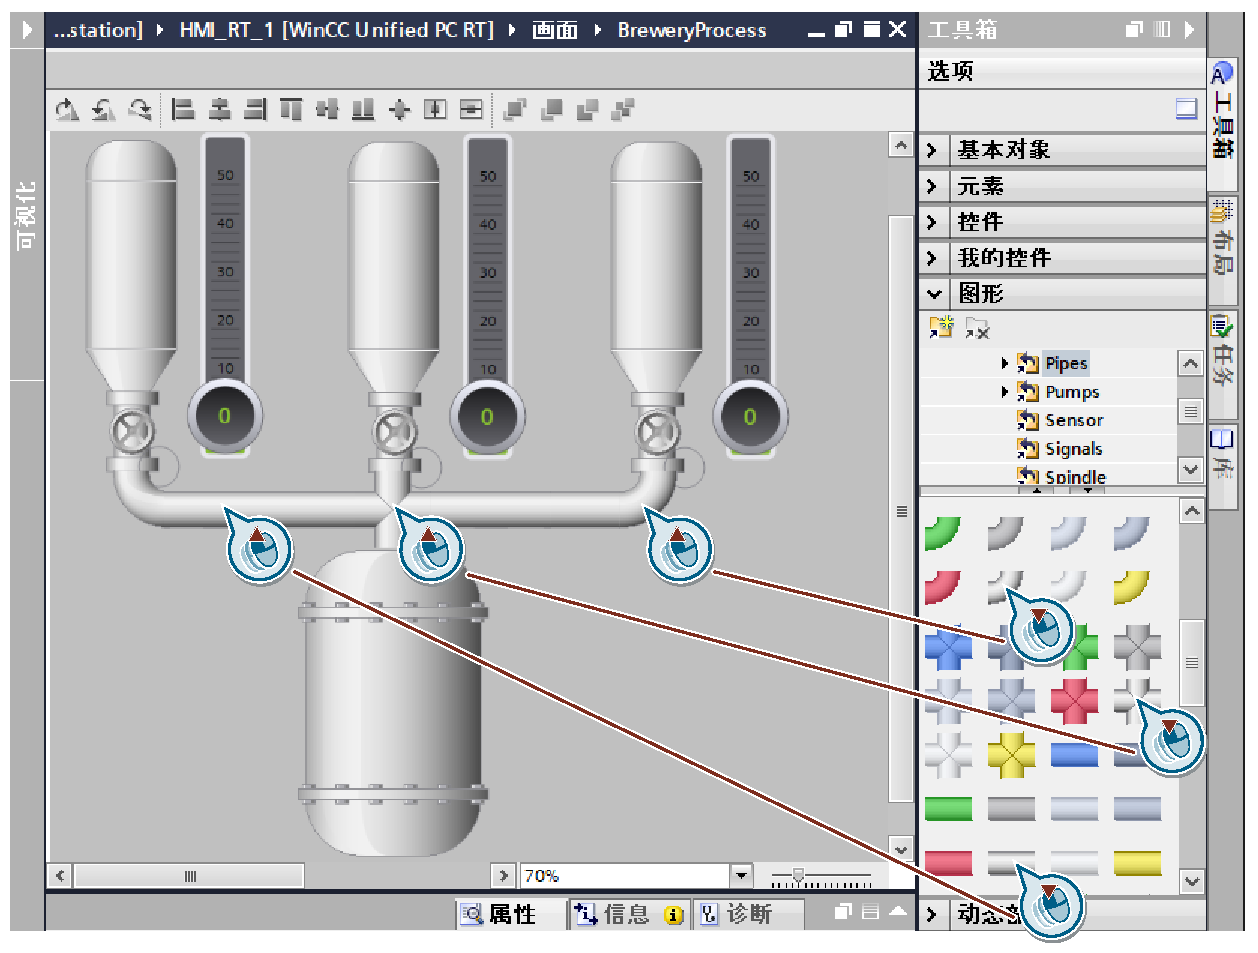 ...station] ▸ HMI_RT_1 [WinCC Unified PC RT] ▸ 画面 ▸ BreweryProcess
工具箱
选项
基本对象
元素
控件
我的控件
图形
Pipes
Pumps
Sensor
Signals
Spindle
动态
可视化
50
40
30
20
10
0
50
40
30
20
10
0
50
40
30
20
10
0
70%
属性
信息
诊断
工具箱
布局
任务
库